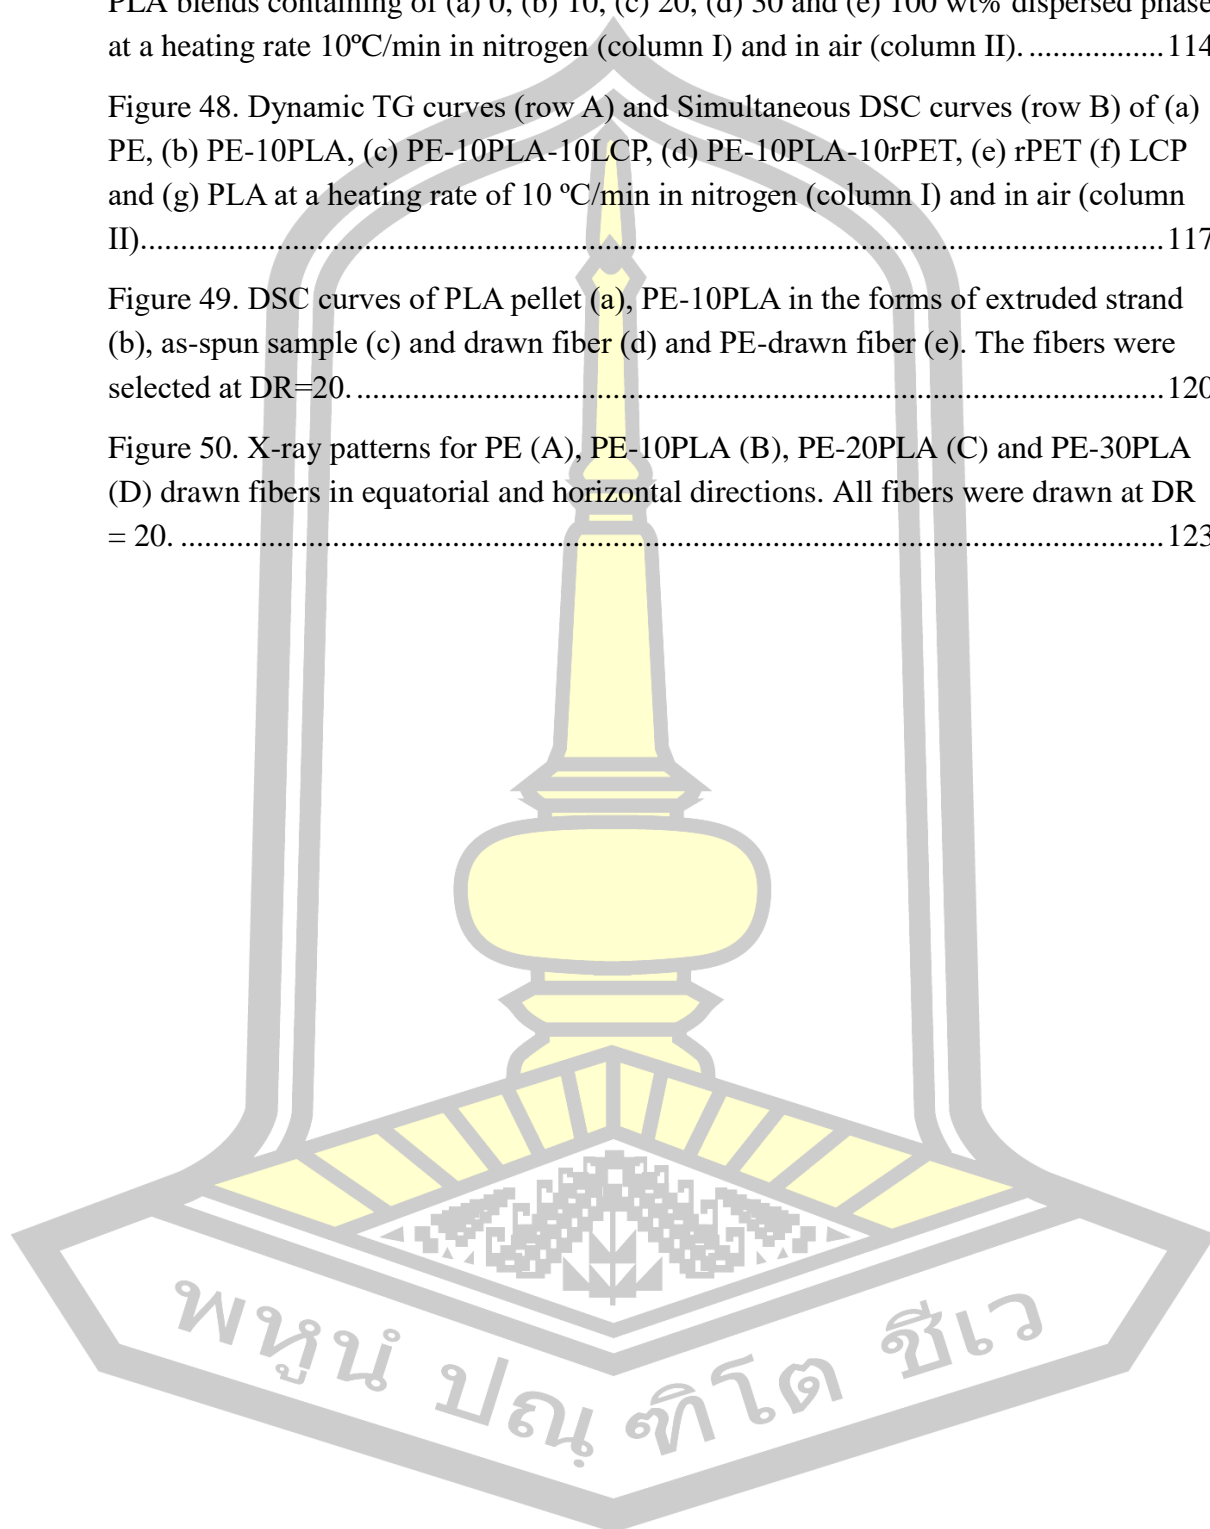 PLA blends containing of (a) 0, (b) 10, (c) 20, (d) 30 and (e) 100 wt% dispersed phase
at a heating rate 10ºC/min in nitrogen (column I) and in air (column II). .................114
Figure 48. Dynamic TG curves (row A) and Simultaneous DSC curves (row B) of (a)
PE, (b) PE-10PLA, (c) PE-10PLA-10LCP, (d) PE-10PLA-10rPET, (e) rPET (f) LCP
and (g) PLA at a heating rate of 10 ºC/min in nitrogen (column I) and in air (column
II)..............................................................................................................117
Figure 49. DSC curves of PLA pellet (a), PE-10PLA in the forms of extruded strand
(b), as-spun sample (c) and drawn fiber (d) and PE-drawn fiber (e). The fibers were
selected at DR=20. .......................................................................................120
Figure 50. X-ray patterns for PE (A), PE-10PLA (B), PE-20PLA (C) and PE-30PLA
(D) drawn fibers in equatorial and horizontal directions. All fibers were drawn at DR
= 20. ..........................................................................................................123
พหูนํ ปณฺฑิโต ชีเว